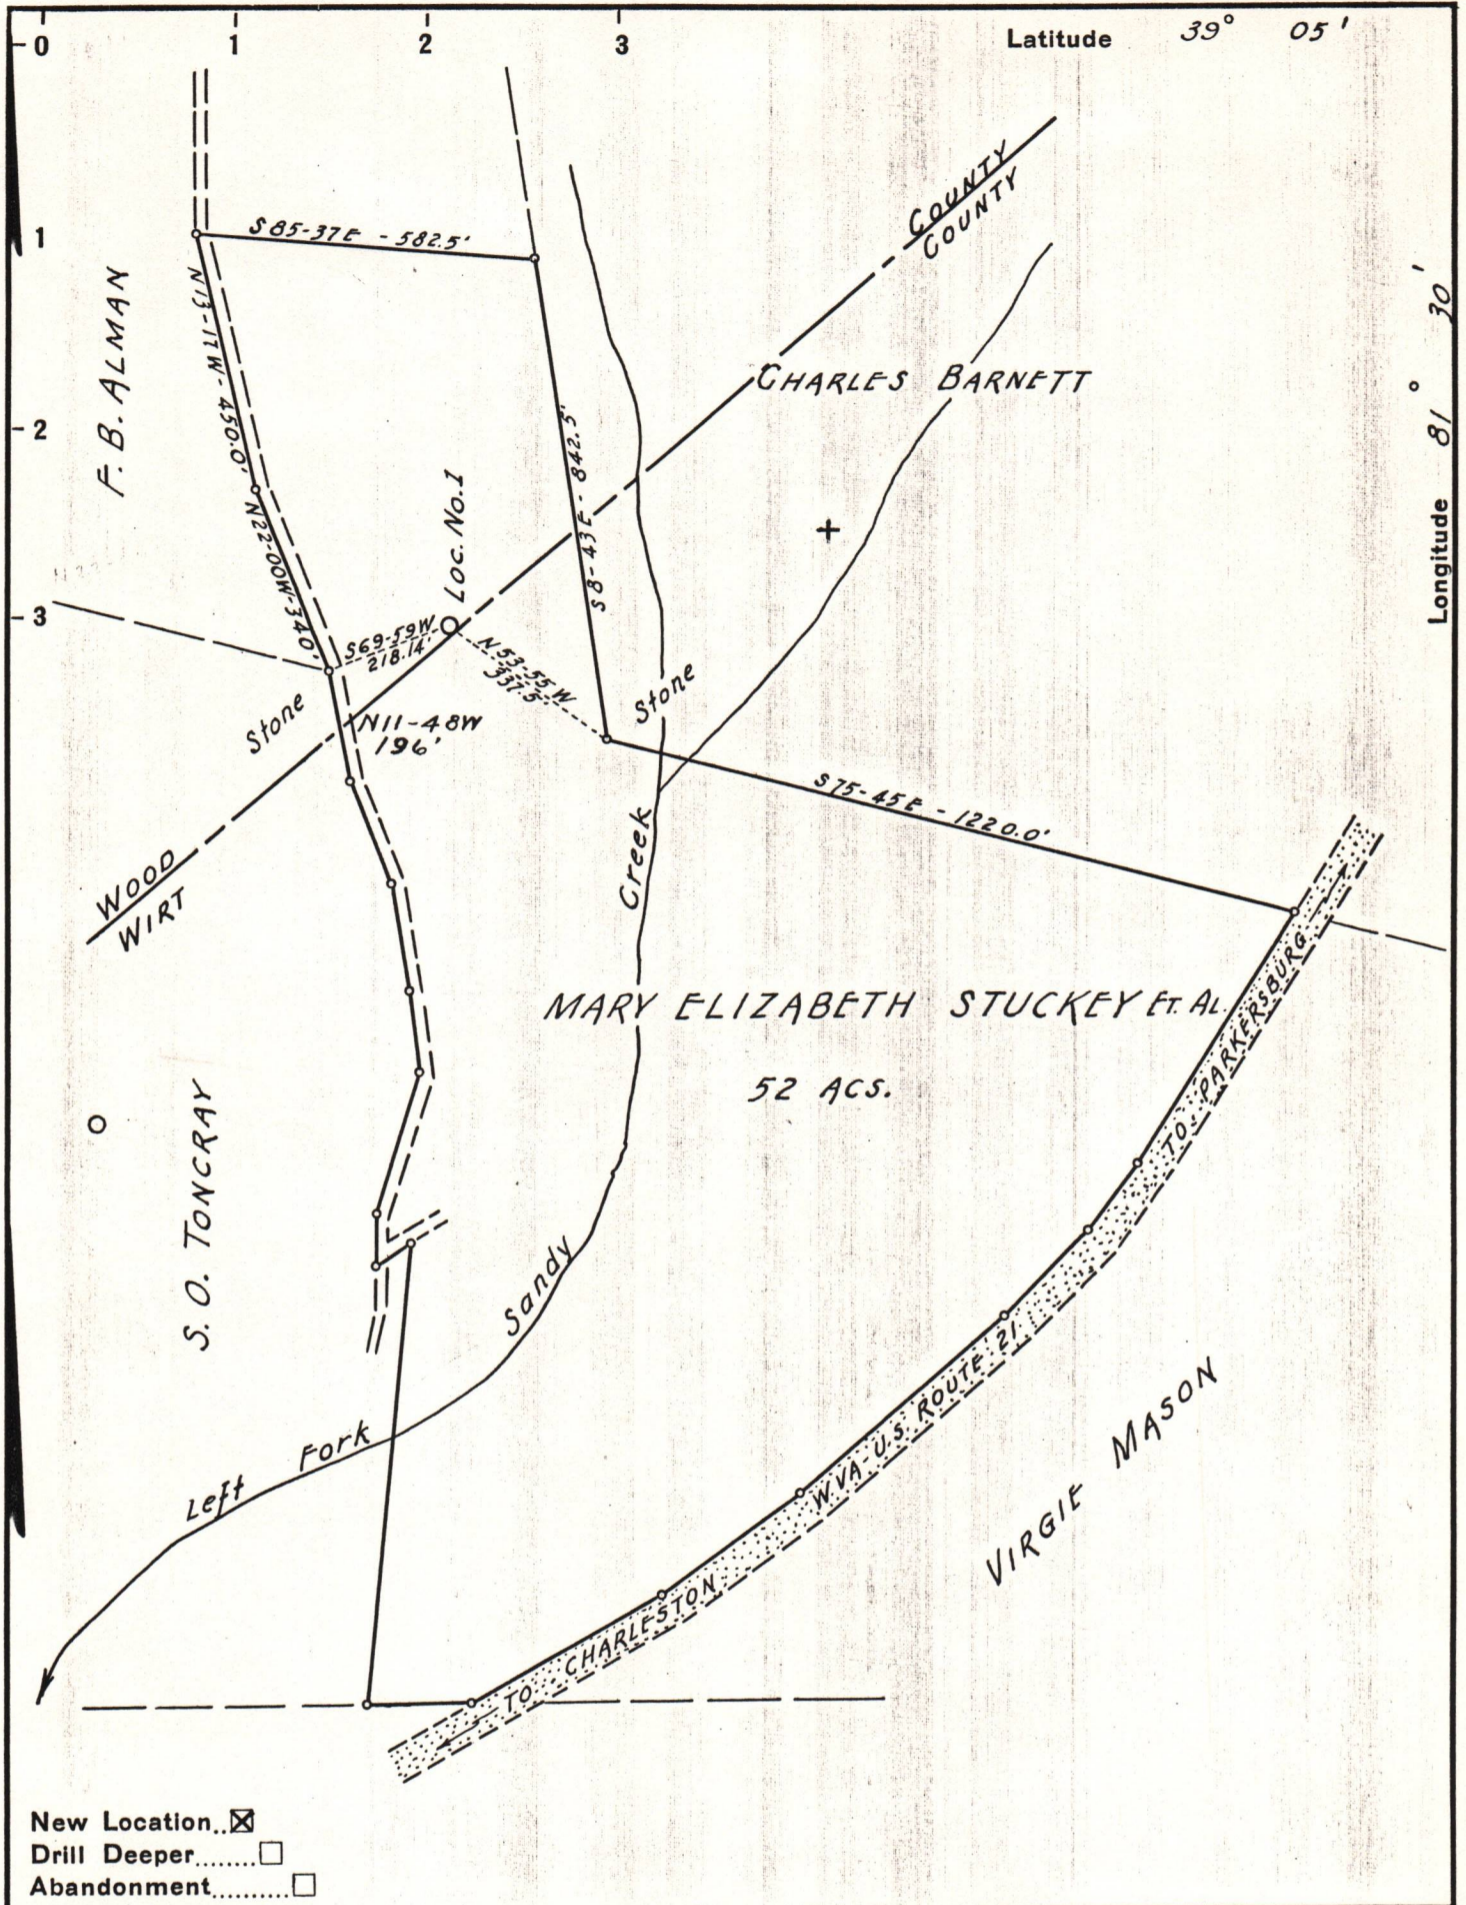 0 1 2 3
Latitude 39° 05'
1
2
3
Longitude 81° 30'
COUNTY
COUNTY
S85-37E - 582.5'
F. B. ALMAN
N13-17W - 450.0'
CHARLES BARNETT
S8-43E - 842.5'
Loc. No.1
N22-00W-340'
S69-59W
218.14'
N53-55W
337.5'
Stone
Stone
N11-48W
196'
S75-45E - 1220.0'
WOOD
WIRT
Creek
MARY ELIZABETH STUCKEY ET. AL.
52 ACS.
TO PARKERSBURG
S. O. TONCRAY
Sandy
W.VA-U.S. ROUTE 21
Fork
Left
VIRGIE MASON
TO CHARLESTON
New Location..☒
Drill Deeper........☐
Abandonment..........☐